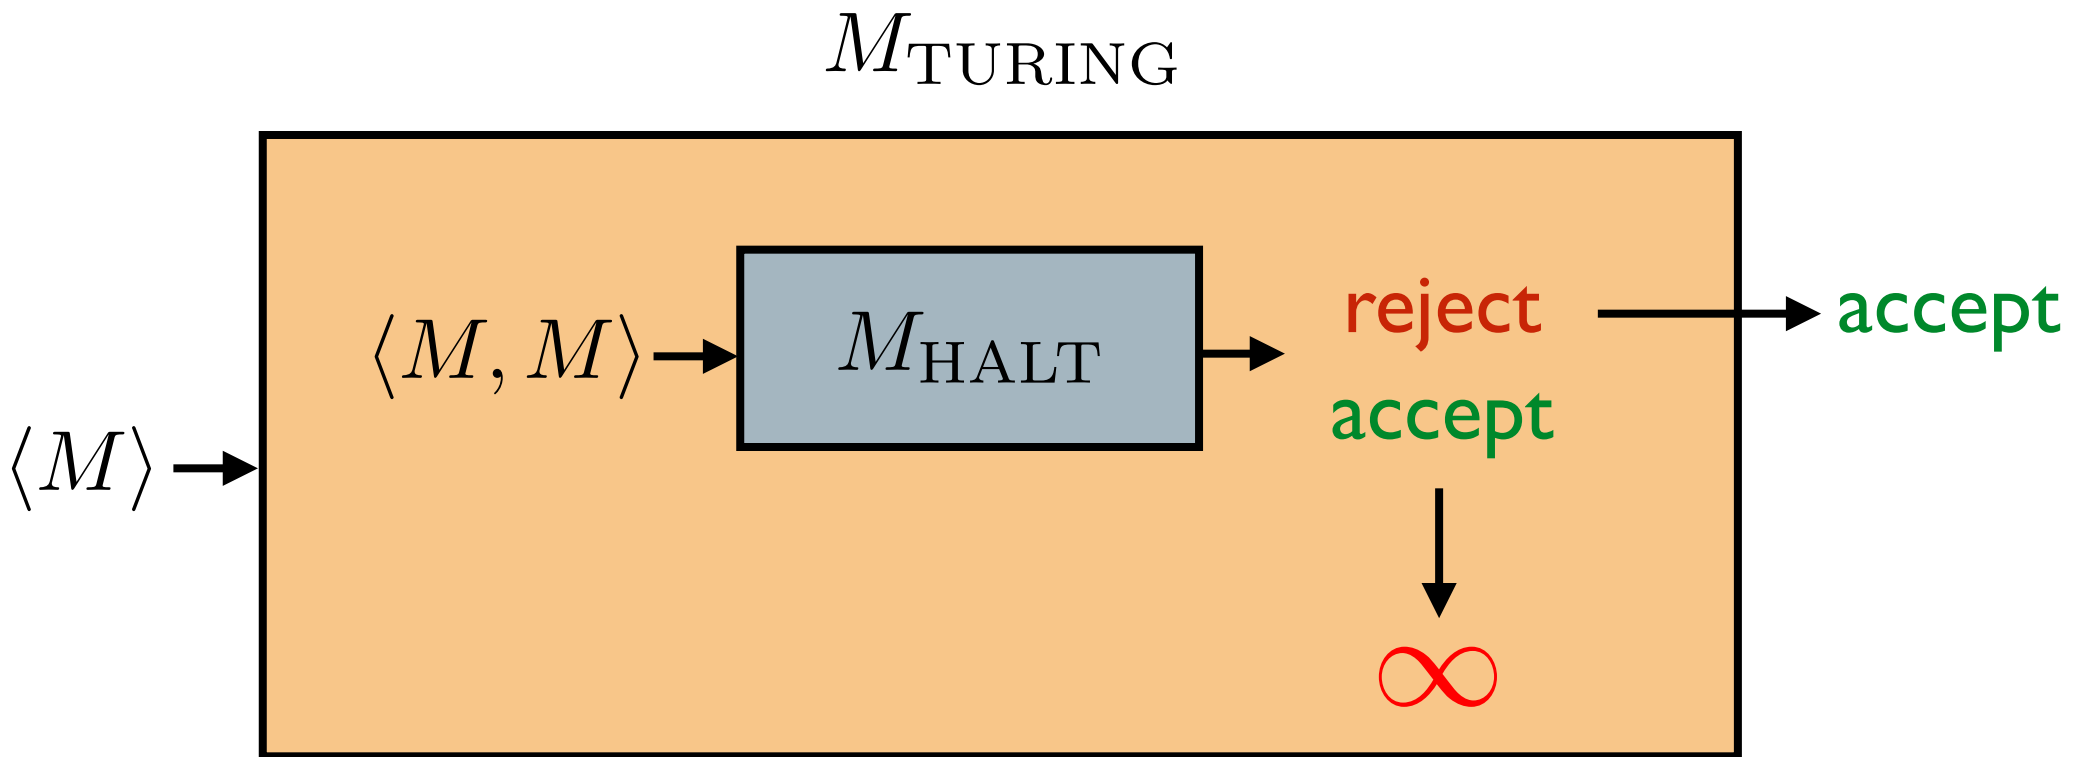 M_TURING
⟨M⟩
⟨M, M⟩
M_HALT
reject
accept
accept
∞